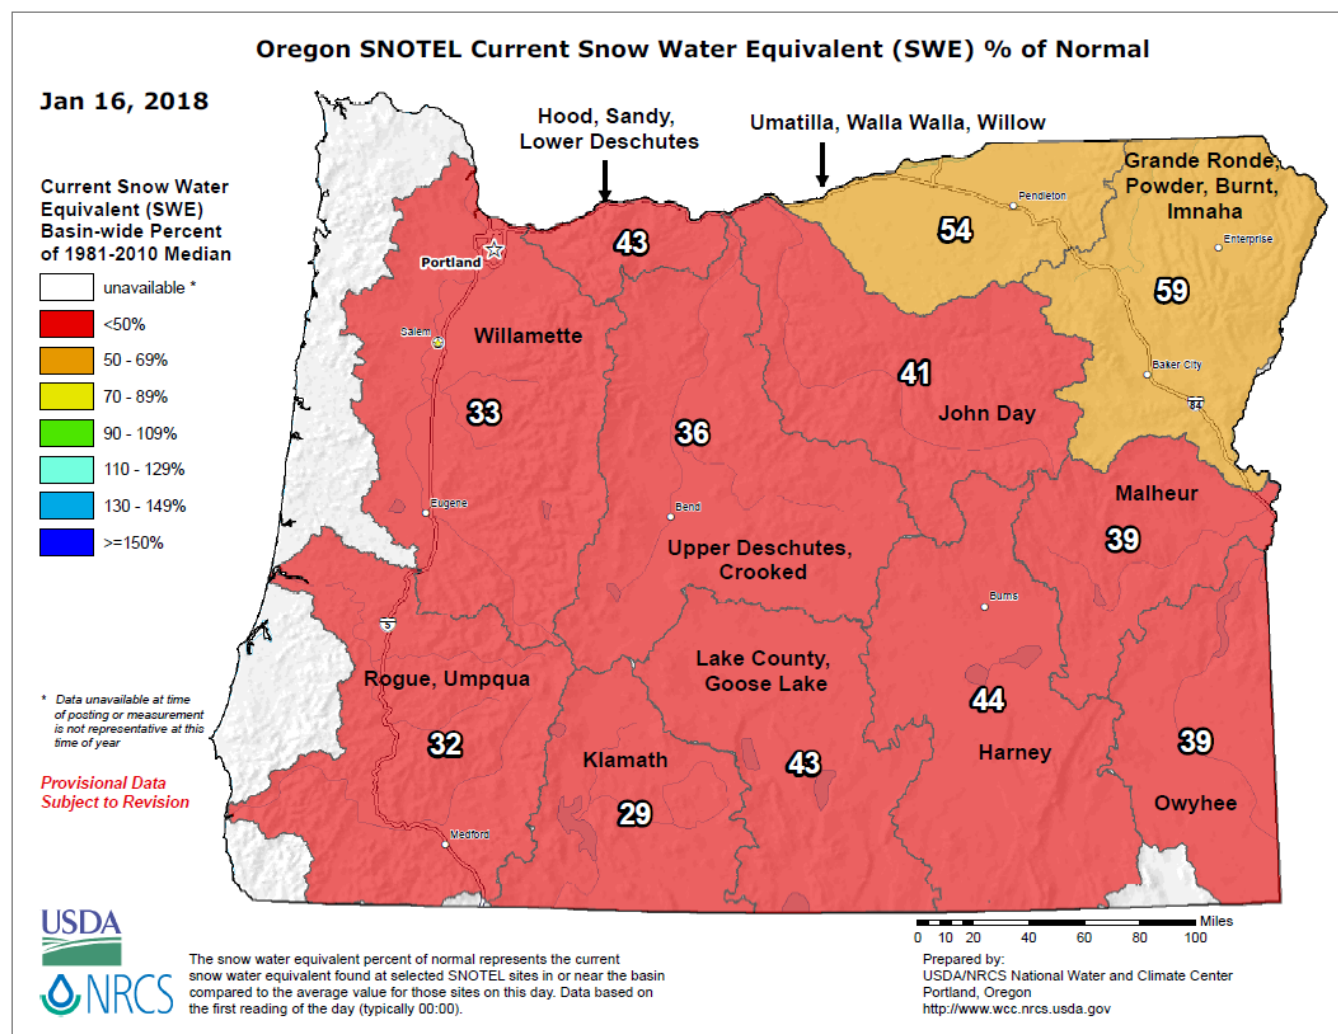 Oregon SNOTEL Current Snow Water Equivalent (SWE) % of Normal
Jan 16, 2018
Current Snow Water
Equivalent (SWE)
Basin-wide Percent
of 1981-2010 Median
unavailable *
<50%
50 - 69%
70 - 89%
90 - 109%
110 - 129%
130 - 149%
>=150%
* Data unavailable at time
of posting or measurement
is not representative at this
time of year
Provisional Data
Subject to Revision
Hood, Sandy,
Lower Deschutes
Umatilla, Walla Walla, Willow
Grande Ronde,
Powder, Burnt,
Imnaha
Pendleton
Enterprise
43
54
59
Portland
Salem
Willamette
33
36
41
John Day
Baker City
84
Eugene
Bend
Malheur
39
Upper Deschutes,
Crooked
Burns
5
Rogue, Umpqua
32
Lake County,
Goose Lake
43
44
Harney
39
Owyhee
Klamath
29
Medford
USDA
NRCS
The snow water equivalent percent of normal represents the current
snow water equivalent found at selected SNOTEL sites in or near the basin
compared to the average value for those sites on this day. Data based on
the first reading of the day (typically 00:00).
Miles
0 10 20 40 60 80 100
Prepared by:
USDA/NRCS National Water and Climate Center
Portland, Oregon
http://www.wcc.nrcs.usda.gov